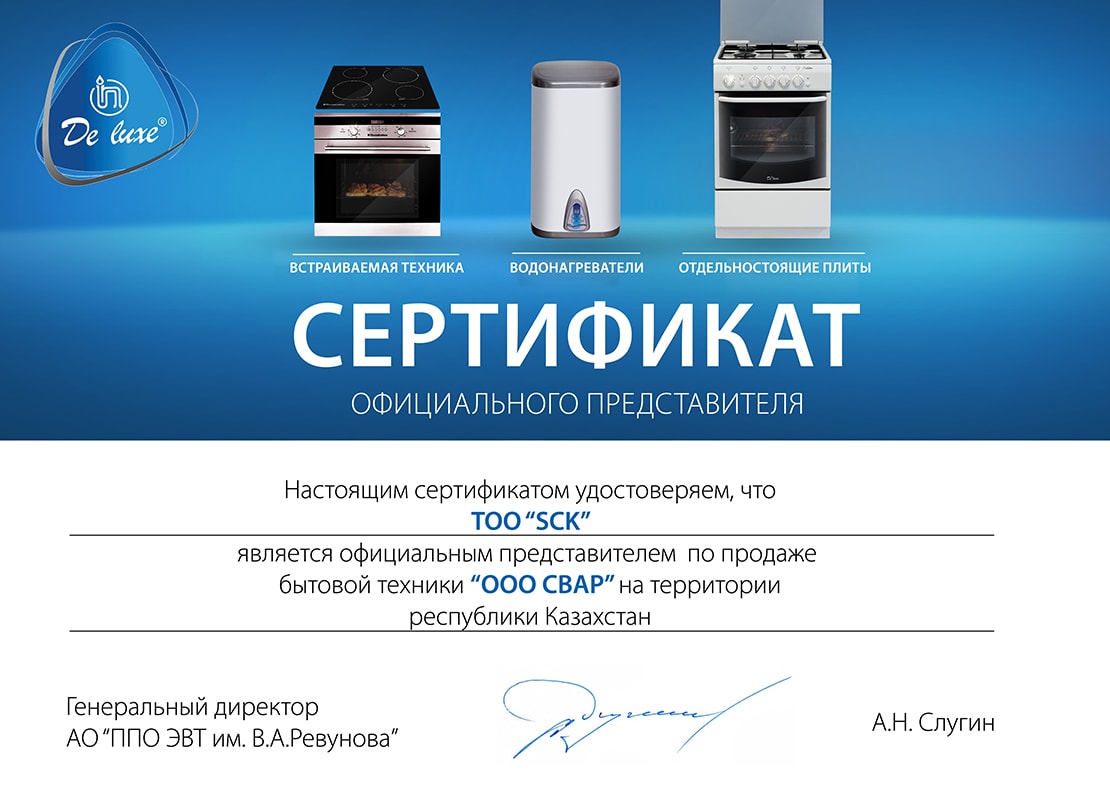 De luxe®
ВСТРАИВАЕМАЯ ТЕХНИКА
ВОДОНАГРЕВАТЕЛИ
ОТДЕЛЬНОСТОЯЩИЕ ПЛИТЫ
СЕРТИФИКАТ
ОФИЦИАЛЬНОГО ПРЕДСТАВИТЕЛЯ
Настоящим сертификатом удостоверяем, что
ТОО “SCK”
является официальным представителем по продаже
бытовой техники “ООО СВАР” на территории
республики Казахстан
Генеральный директор
АО “ППО ЭВТ им. В.А.Ревунова”
А.Н. Слугин